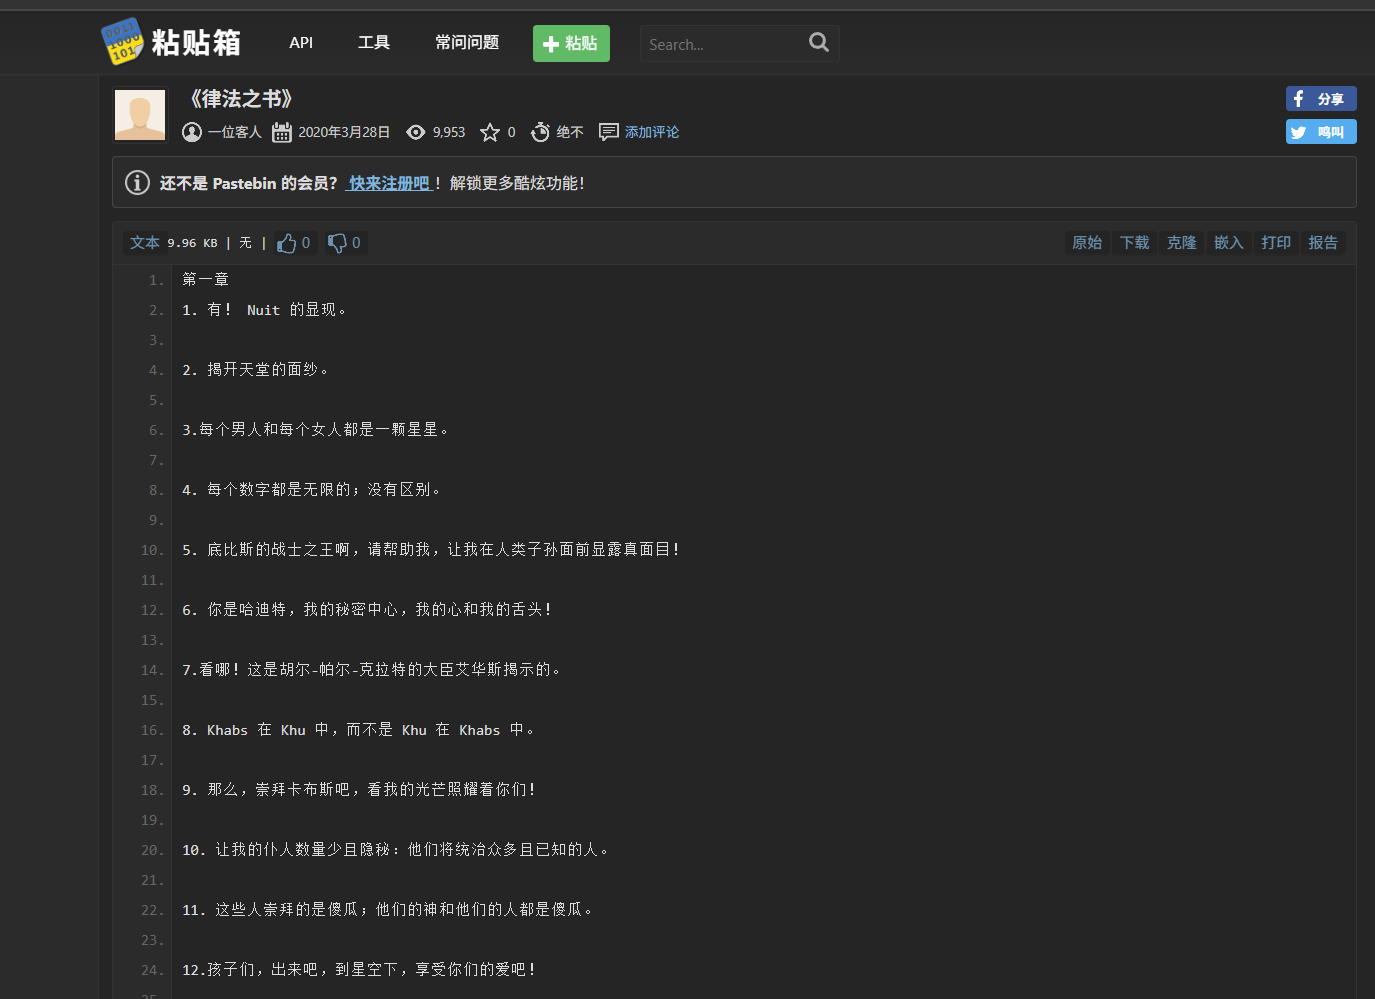 粘贴箱 API 工具 常问问题 粘贴 Search...
《律法之书》
分享
一位客人 2020年3月28日 9,953 0 绝不 添加评论
鸣叫
还不是 Pastebin 的会员？ 快来注册吧 ！解锁更多酷炫功能！
文本 9.96 KB | 无 | 0 0 原始 下载 克隆 嵌入 打印 报告
1. 第一章
2. 1. 有！ Nuit 的显现。
3.
4. 2. 揭开天堂的面纱。
5.
6. 3.每个男人和每个女人都是一颗星星。
7.
8. 4. 每个数字都是无限的；没有区别。
9.
10. 5. 底比斯的战士之王啊，请帮助我，让我在人类子孙面前显露真面目！
11.
12. 6. 你是哈迪特，我的秘密中心，我的心和我的舌头！
13.
14. 7.看哪！这是胡尔-帕尔-克拉特的大臣艾华斯揭示的。
15.
16. 8. Khabs 在 Khu 中，而不是 Khu 在 Khabs 中。
17.
18. 9. 那么，崇拜卡布斯吧，看我的光芒照耀着你们！
19.
20. 10. 让我的仆人数量少且隐秘：他们将统治众多且已知的人。
21.
22. 11. 这些人崇拜的是傻瓜；他们的神和他们的人都是傻瓜。
23.
24. 12.孩子们，出来吧，到星空下，享受你们的爱吧！